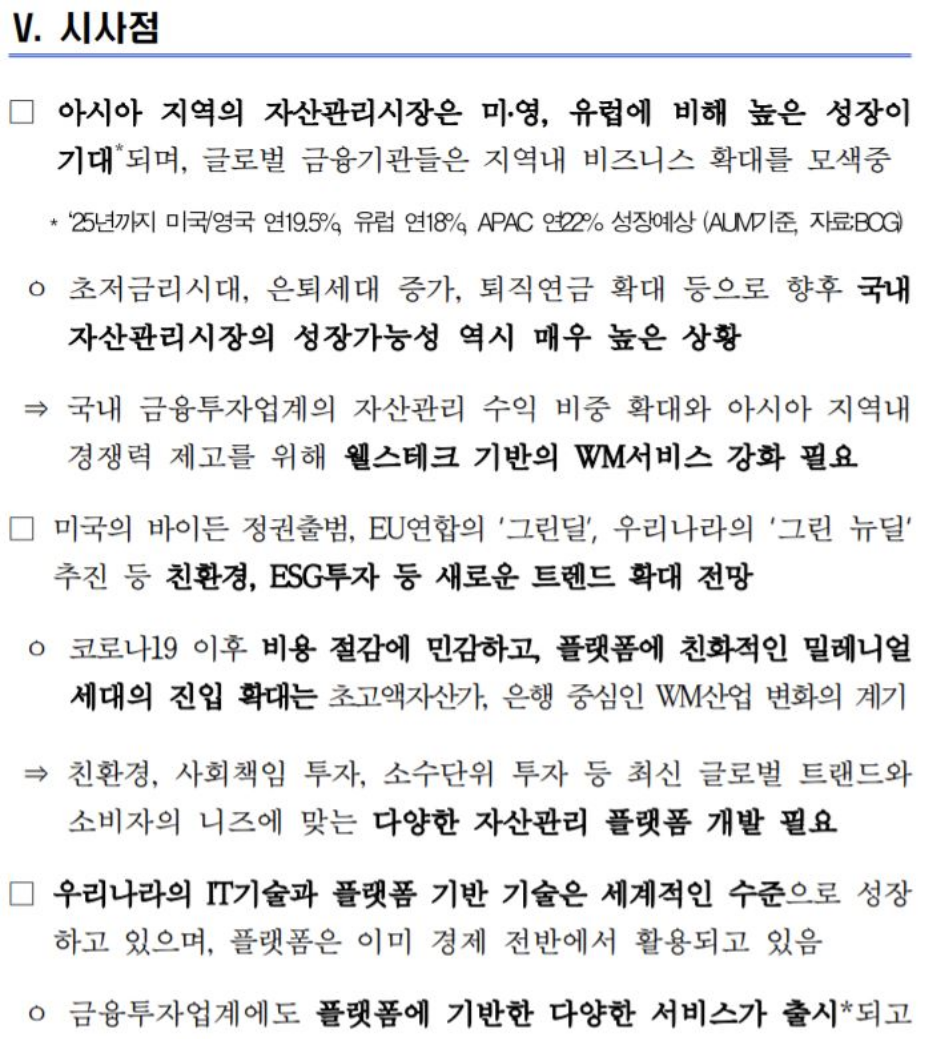 V. 시사점
□ 아시아 지역의 자산관리시장은 미·영, 유럽에 비해 높은 성장이
기대*되며, 글로벌 금융기관들은 지역내 비즈니스 확대를 모색중
* ‘25년까지 미국/영국 연19.5%, 유럽 연18%, APAC 연22% 성장예상 (AUM기준, 자료:BCG)
ㅇ 초저금리시대, 은퇴세대 증가, 퇴직연금 확대 등으로 향후 국내
자산관리시장의 성장가능성 역시 매우 높은 상황
⇒ 국내 금융투자업계의 자산관리 수익 비중 확대와 아시아 지역내
경쟁력 제고를 위해 웰스테크 기반의 WM서비스 강화 필요
□ 미국의 바이든 정권출범, EU연합의 ‘그린딜’, 우리나라의 ‘그린 뉴딜’
추진 등 친환경, ESG투자 등 새로운 트렌드 확대 전망
ㅇ 코로나19 이후 비용 절감에 민감하고, 플랫폼에 친화적인 밀레니얼
세대의 진입 확대는 초고액자산가, 은행 중심인 WM산업 변화의 계기
⇒ 친환경, 사회책임 투자, 소수단위 투자 등 최신 글로벌 트랜드와
소비자의 니즈에 맞는 다양한 자산관리 플랫폼 개발 필요
□ 우리나라의 IT기술과 플랫폼 기반 기술은 세계적인 수준으로 성장
하고 있으며, 플랫폼은 이미 경제 전반에서 활용되고 있음
ㅇ 금융투자업계에도 플랫폼에 기반한 다양한 서비스가 출시*되고